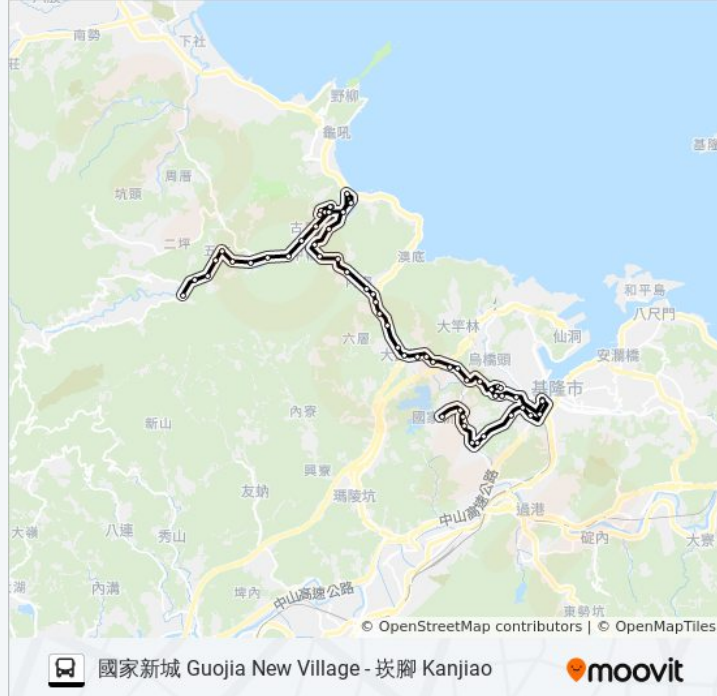 南勢
下社
莊
野柳
龜吼
基隆
周厝
坑頭
二坪
澳底
和平島
八尺門
大竿林
六層
仙洞
安瀾橋
烏橋頭
基隆市
內寮
新山
興寮
友蚋
瑪陵坑
中山高速公路
過港
大嶺
八連
秀山
碇內
大寮
內溝
埤內
中山高速公路
東勢坑
© OpenStreetMap contributors | © OpenMapTiles
國家新城 Guojia New Village - 崁腳 Kanjiao
moovit